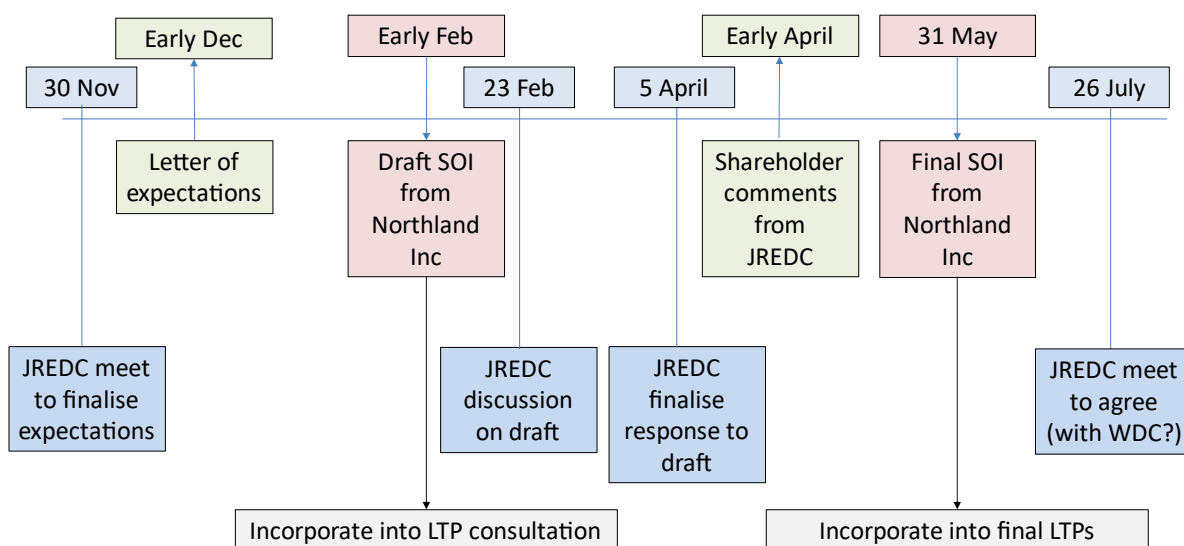 Early Dec
Early Feb
Early April
31 May
30 Nov
23 Feb
5 April
26 July
Letter of
expectations
Draft SOI
from
Northland
Inc
Shareholder
comments
from
JREDC
Final SOI
from
Northland
Inc
JREDC meet
to finalise
expectations
JREDC
discussion
on draft
JREDC
finalise
response to
draft
JREDC meet
to agree
(with WDC?)
Incorporate into LTP consultation
Incorporate into final LTPs